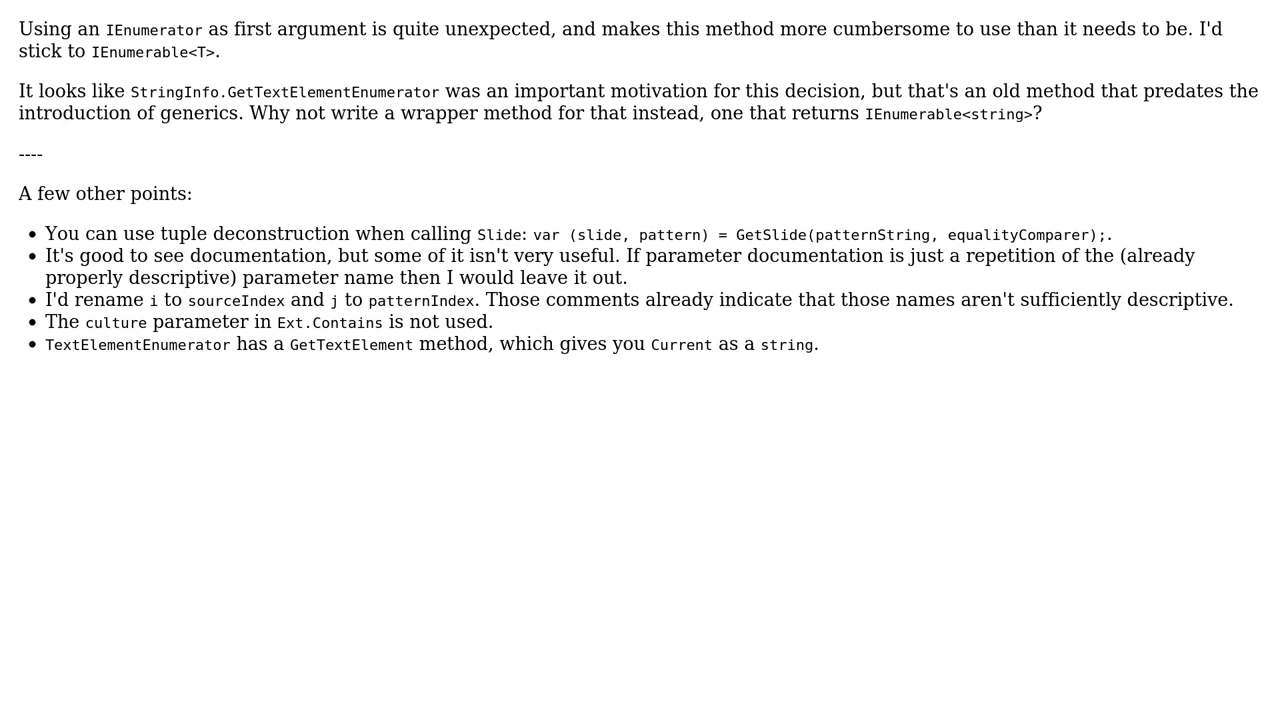 Using an IEnumerator as first argument is quite unexpected, and makes this method more cumbersome to use than it needs to be. I'd
stick to IEnumerable<T>.
It looks like StringInfo.GetTextElementEnumerator was an important motivation for this decision, but that's an old method that predates the
introduction of generics. Why not write a wrapper method for that instead, one that returns IEnumerable<string>?
----
A few other points:
• You can use tuple deconstruction when calling Slide: var (slide, pattern) = GetSlide(patternString, equalityComparer);.
• It's good to see documentation, but some of it isn't very useful. If parameter documentation is just a repetition of the (already
properly descriptive) parameter name then I would leave it out.
• I'd rename i to sourceIndex and j to patternIndex. Those comments already indicate that those names aren't sufficiently descriptive.
• The culture parameter in Ext.Contains is not used.
• TextElementEnumerator has a GetTextElement method, which gives you Current as a string.